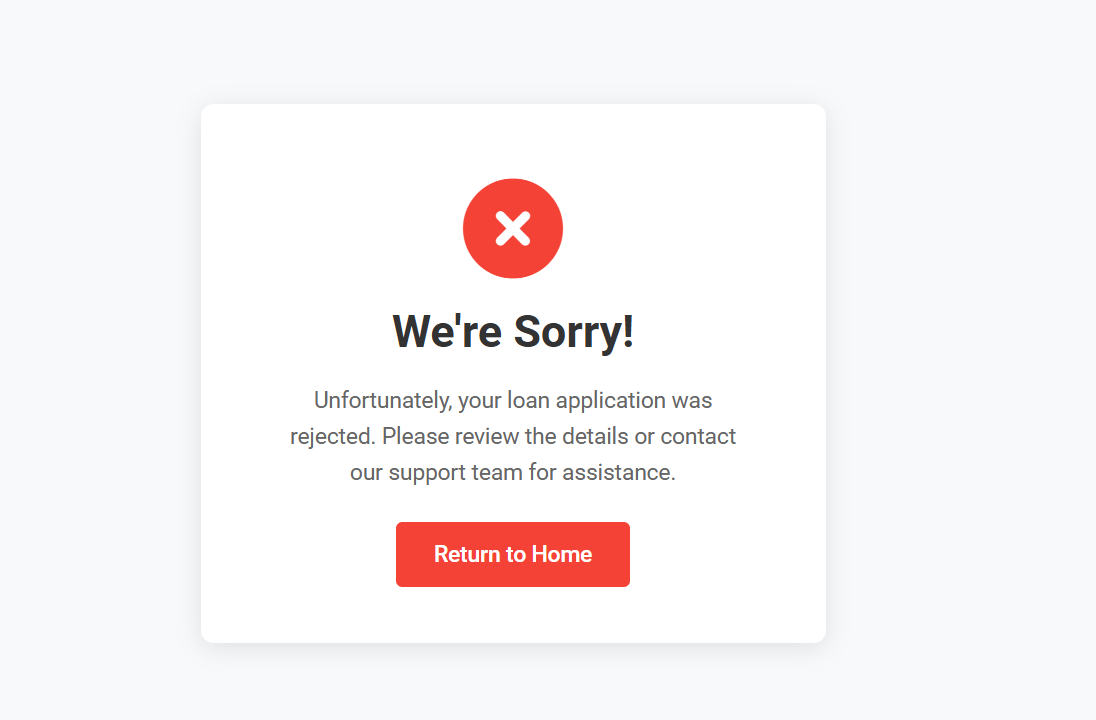 We're Sorry!
Unfortunately, your loan application was
rejected. Please review the details or contact
our support team for assistance.
Return to Home